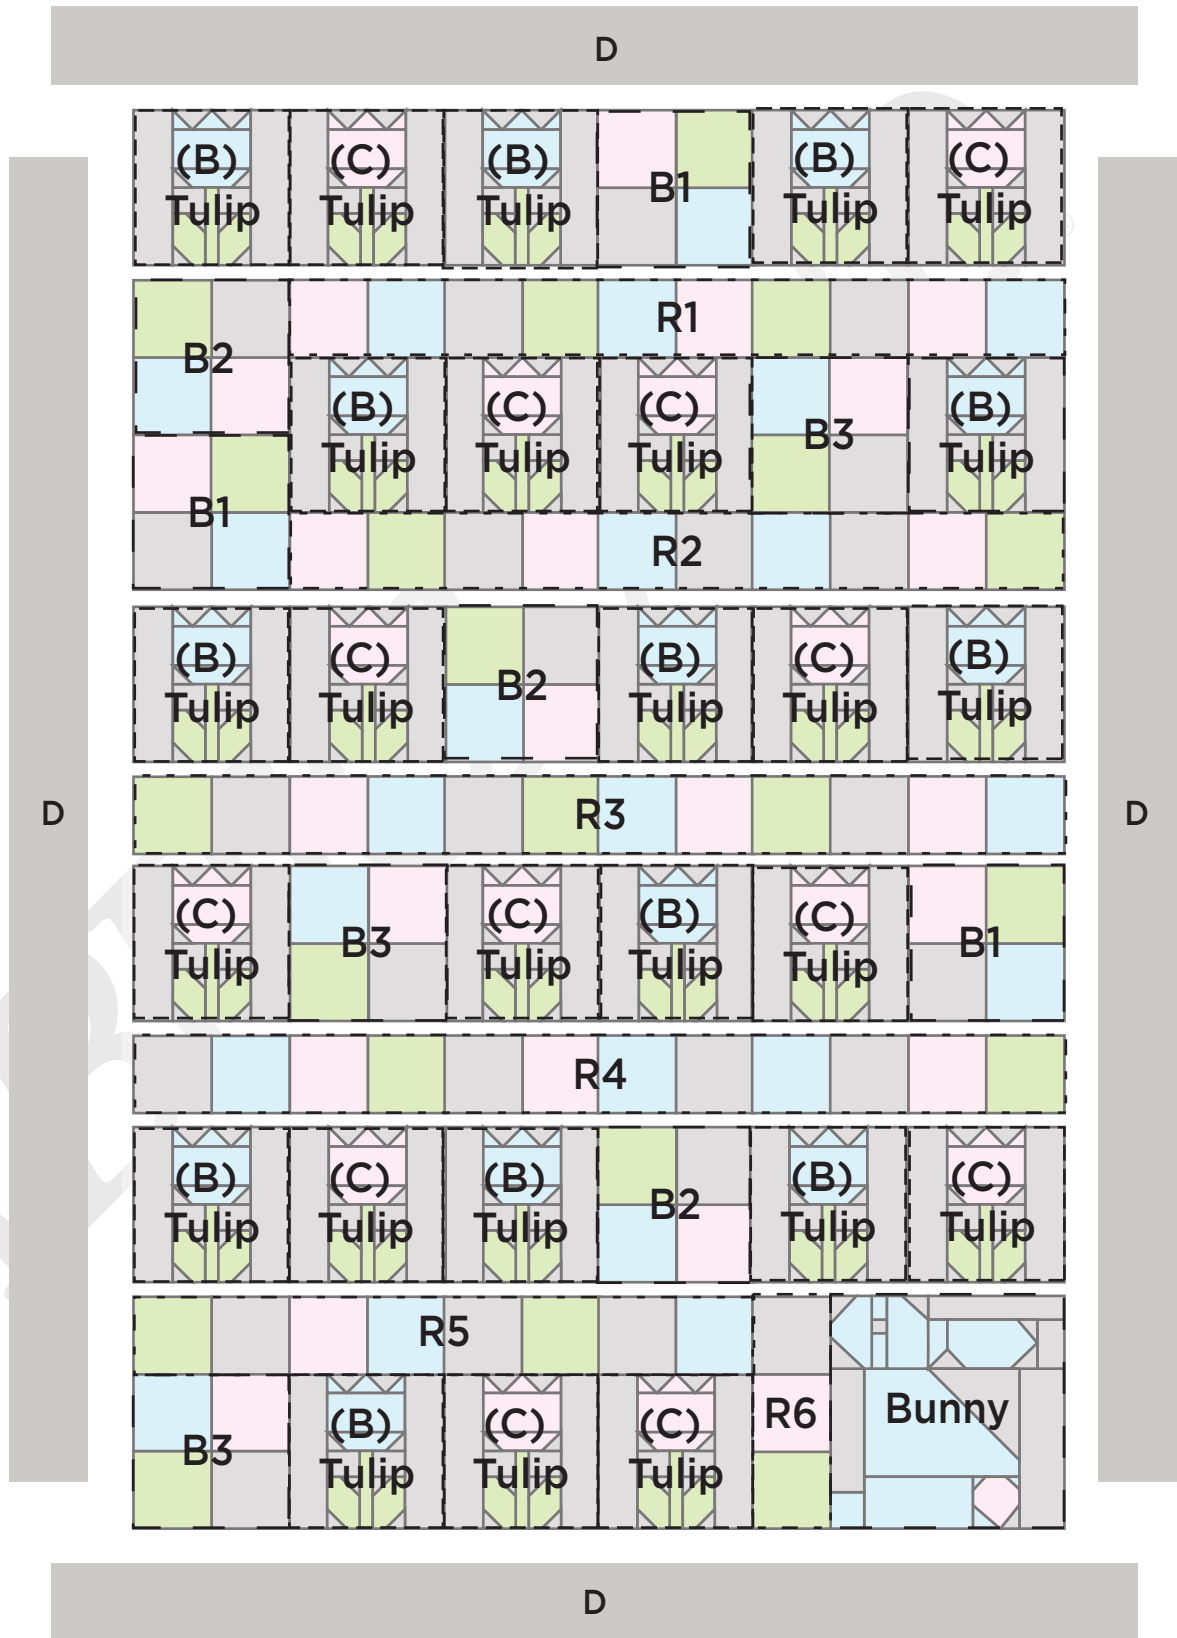 D
(B) (C) (B) B1 (B) (C)
Tulip Tulip Tulip Tulip Tulip
R1
B2
(B) (C) (C) B3 (B)
Tulip Tulip Tulip Tulip
B1
R2
(B) (C) B2 (B) (C) (B)
Tulip Tulip Tulip Tulip Tulip
D R3 D
(C) B3 (C) (B) (C) B1
Tulip Tulip Tulip Tulip
R4
(B) (C) (B) B2 (B) (C)
Tulip Tulip Tulip Tulip Tulip
R5
B3 (B) (C) (C) R6 Bunny
Tulip Tulip Tulip
D